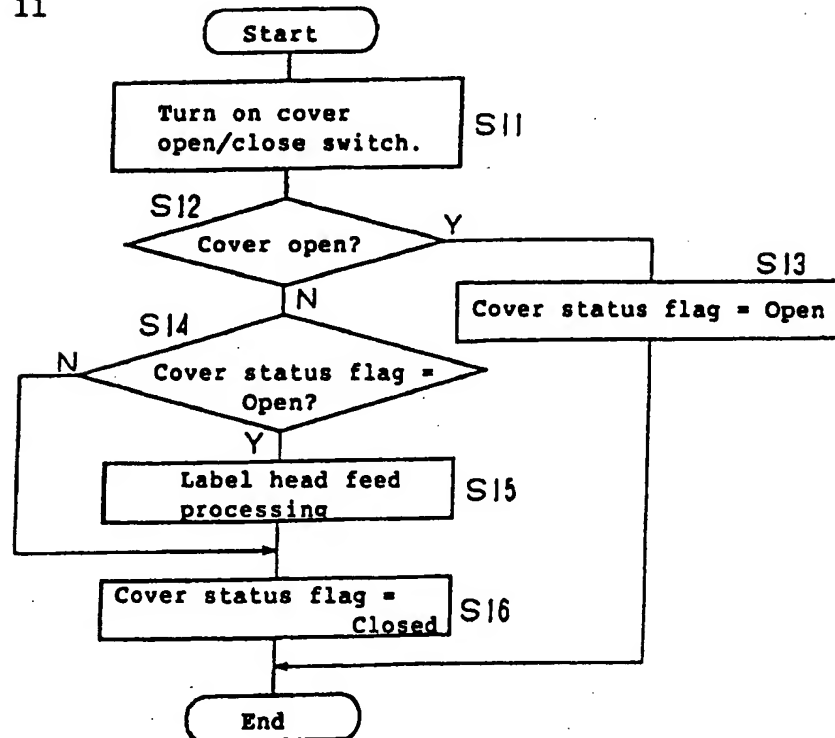 11
Start
Turn on cover
open/close switch.
S11
S12
Cover open?
Y
S13
N
Cover status flag = Open
S14
N
Cover status flag =
Open?
Y
Label head feed
processing
S15
Cover status flag =
Closed
S16
End